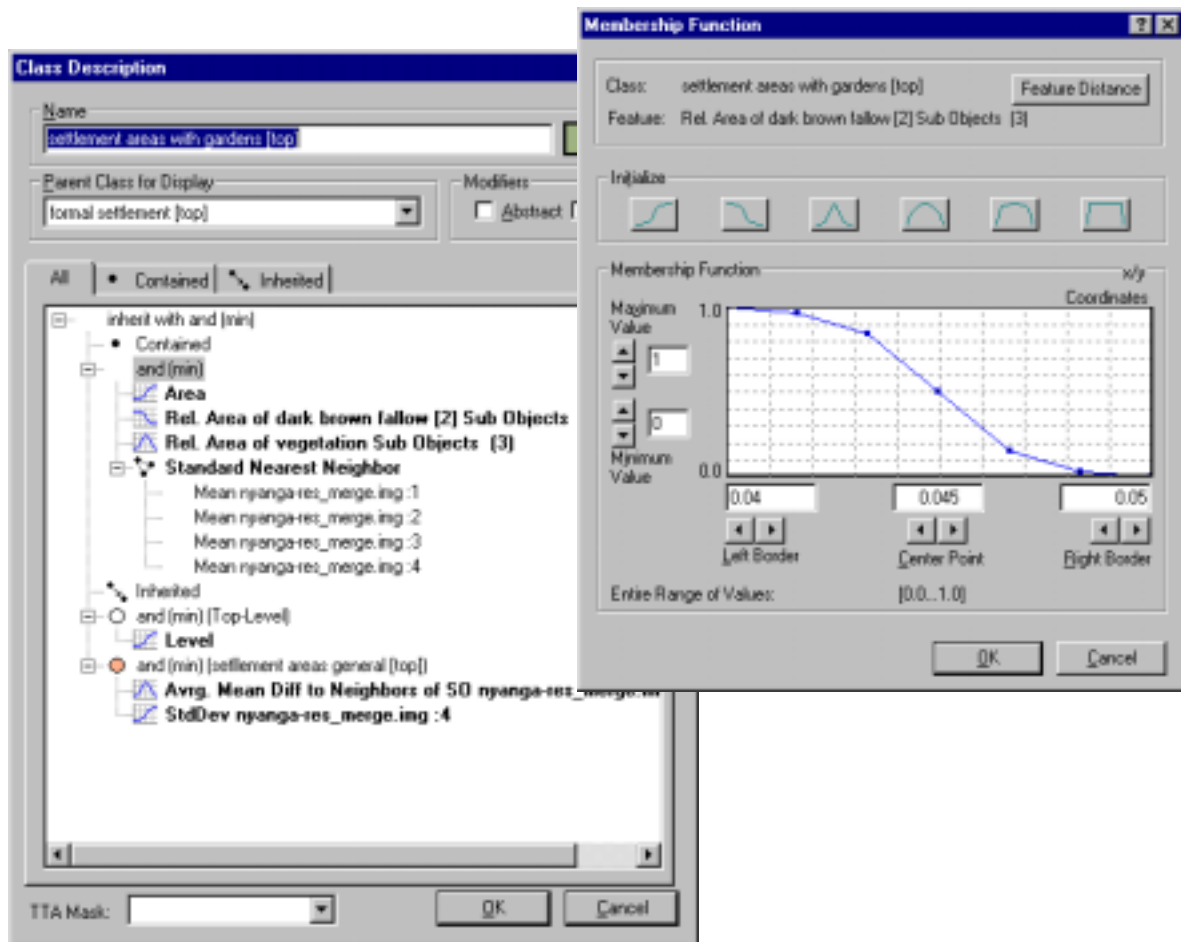 Class Description
Name
settlement areas with gardens [top]
Parent Class for Display
formal settlement [top]
Modifiers
Abstract
All
Contained
Inherited
inherit with and (min)
Contained
and (min)
Area
Rel. Area of dark brown fallow [2] Sub Objects
Rel. Area of vegetation Sub Objects (3)
Standard Nearest Neighbor
Mean nyanga-res_merge.img :1
Mean nyanga-res_merge.img :2
Mean nyanga-res_merge.img :3
Mean nyanga-res_merge.img :4
Inherited
and (min) (Top-Level)
Level
and (min) (settlement areas general [top])
Avrg. Mean Diff to Neighbors of SO nyanga-res_merge.im
StdDev nyanga-res_merge.img :4
TTA Mask:
OK
Cancel
Membership Function
Class: settlement areas with gardens [top]
Feature Distance
Feature: Rel. Area of dark brown fallow [2] Sub Objects (3)
Initialize
Membership Function
x/y
Coordinates
Maximum
Value
1
0
Minimum
Value
1.0
0.0
0.04
0.045
0.05
Left Border
Center Point
Right Border
Entire Range of Values: [0.0...1.0]
OK
Cancel